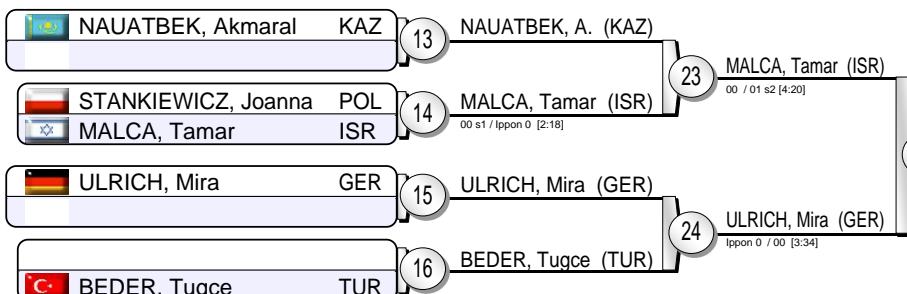 NAUATBEK, Akmaral KAZ
STANKIEWICZ, Joanna POL
MALCA, Tamar ISR
ULRICH, Mira GER
BEDER, Tugce TUR
13
14
15
16
NAUATBEK, A. (KAZ)
MALCA, Tamar (ISR)
00 s1 / Ippon 0 [2:18]
ULRICH, Mira (GER)
BEDER, Tugce (TUR)
23
24
MALCA, Tamar (ISR)
00 / 01 s2 [4:20]
ULRICH, Mira (GER)
Ippon 0 / 00 [3:34]